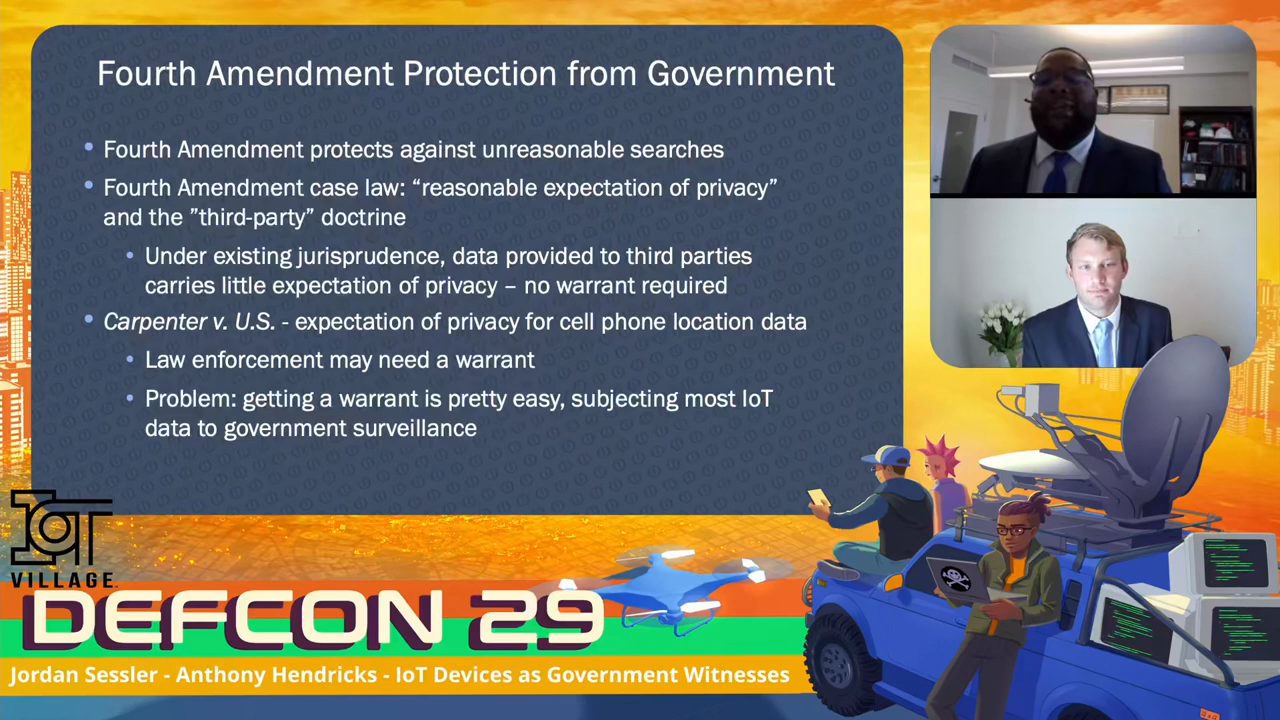 Fourth Amendment Protection from Government
• Fourth Amendment protects against unreasonable searches
• Fourth Amendment case law: “reasonable expectation of privacy”
and the ”third-party” doctrine
• Under existing jurisprudence, data provided to third parties
carries little expectation of privacy – no warrant required
• Carpenter v. U.S. - expectation of privacy for cell phone location data
• Law enforcement may need a warrant
• Problem: getting a warrant is pretty easy, subjecting most IoT
data to government surveillance
IOT
VILLAGE
DEFCON 29
Jordan Sessler - Anthony Hendricks - IoT Devices as Government Witnesses